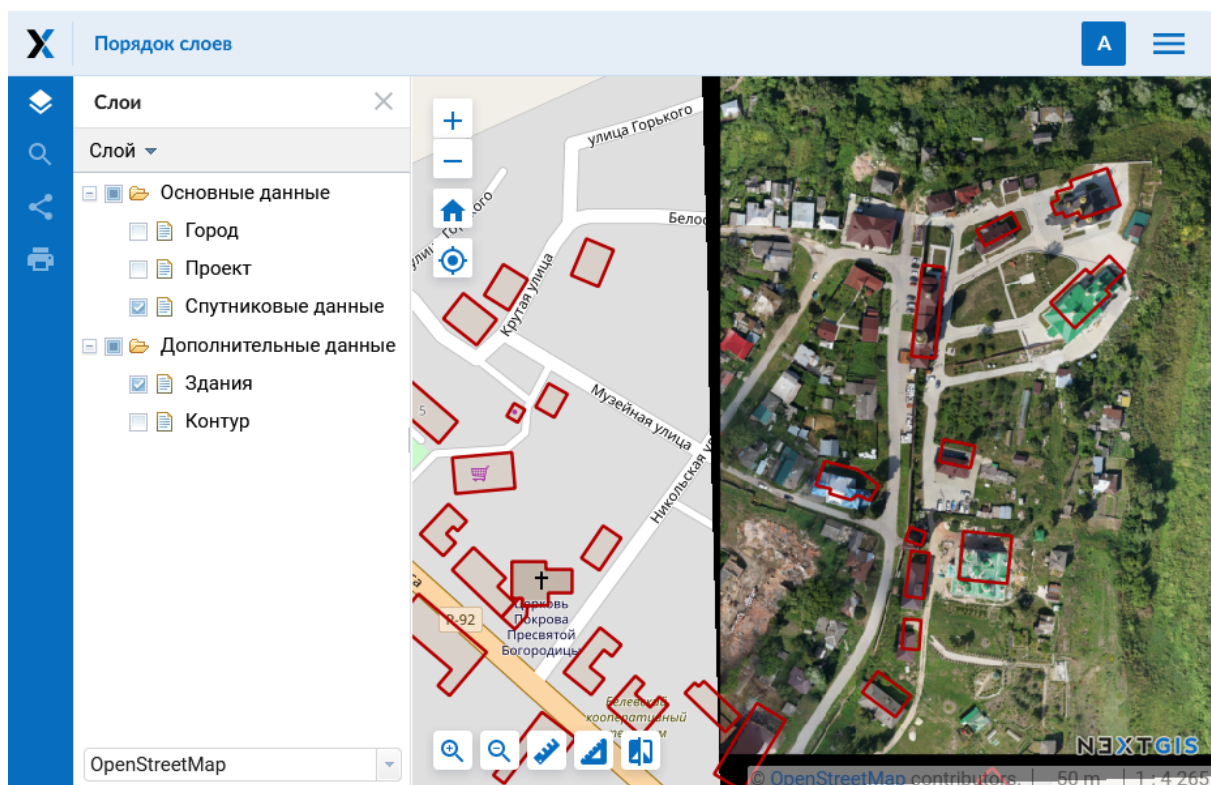 Порядок слоев
A
Слои
Слой
Основные данные
Город
Проект
Спутниковые данные
Дополнительные данные
Здания
Контур
OpenStreetMap
улица Горького
Крутая улица
Музейная улица
Никольская
5
R-92
Церковь
Покрова
Пресвятой
Богородицы
Белевский
кооперативный
NEXTGIS
© OpenStreetMap contributors. | 50 m | 1 : 4 265